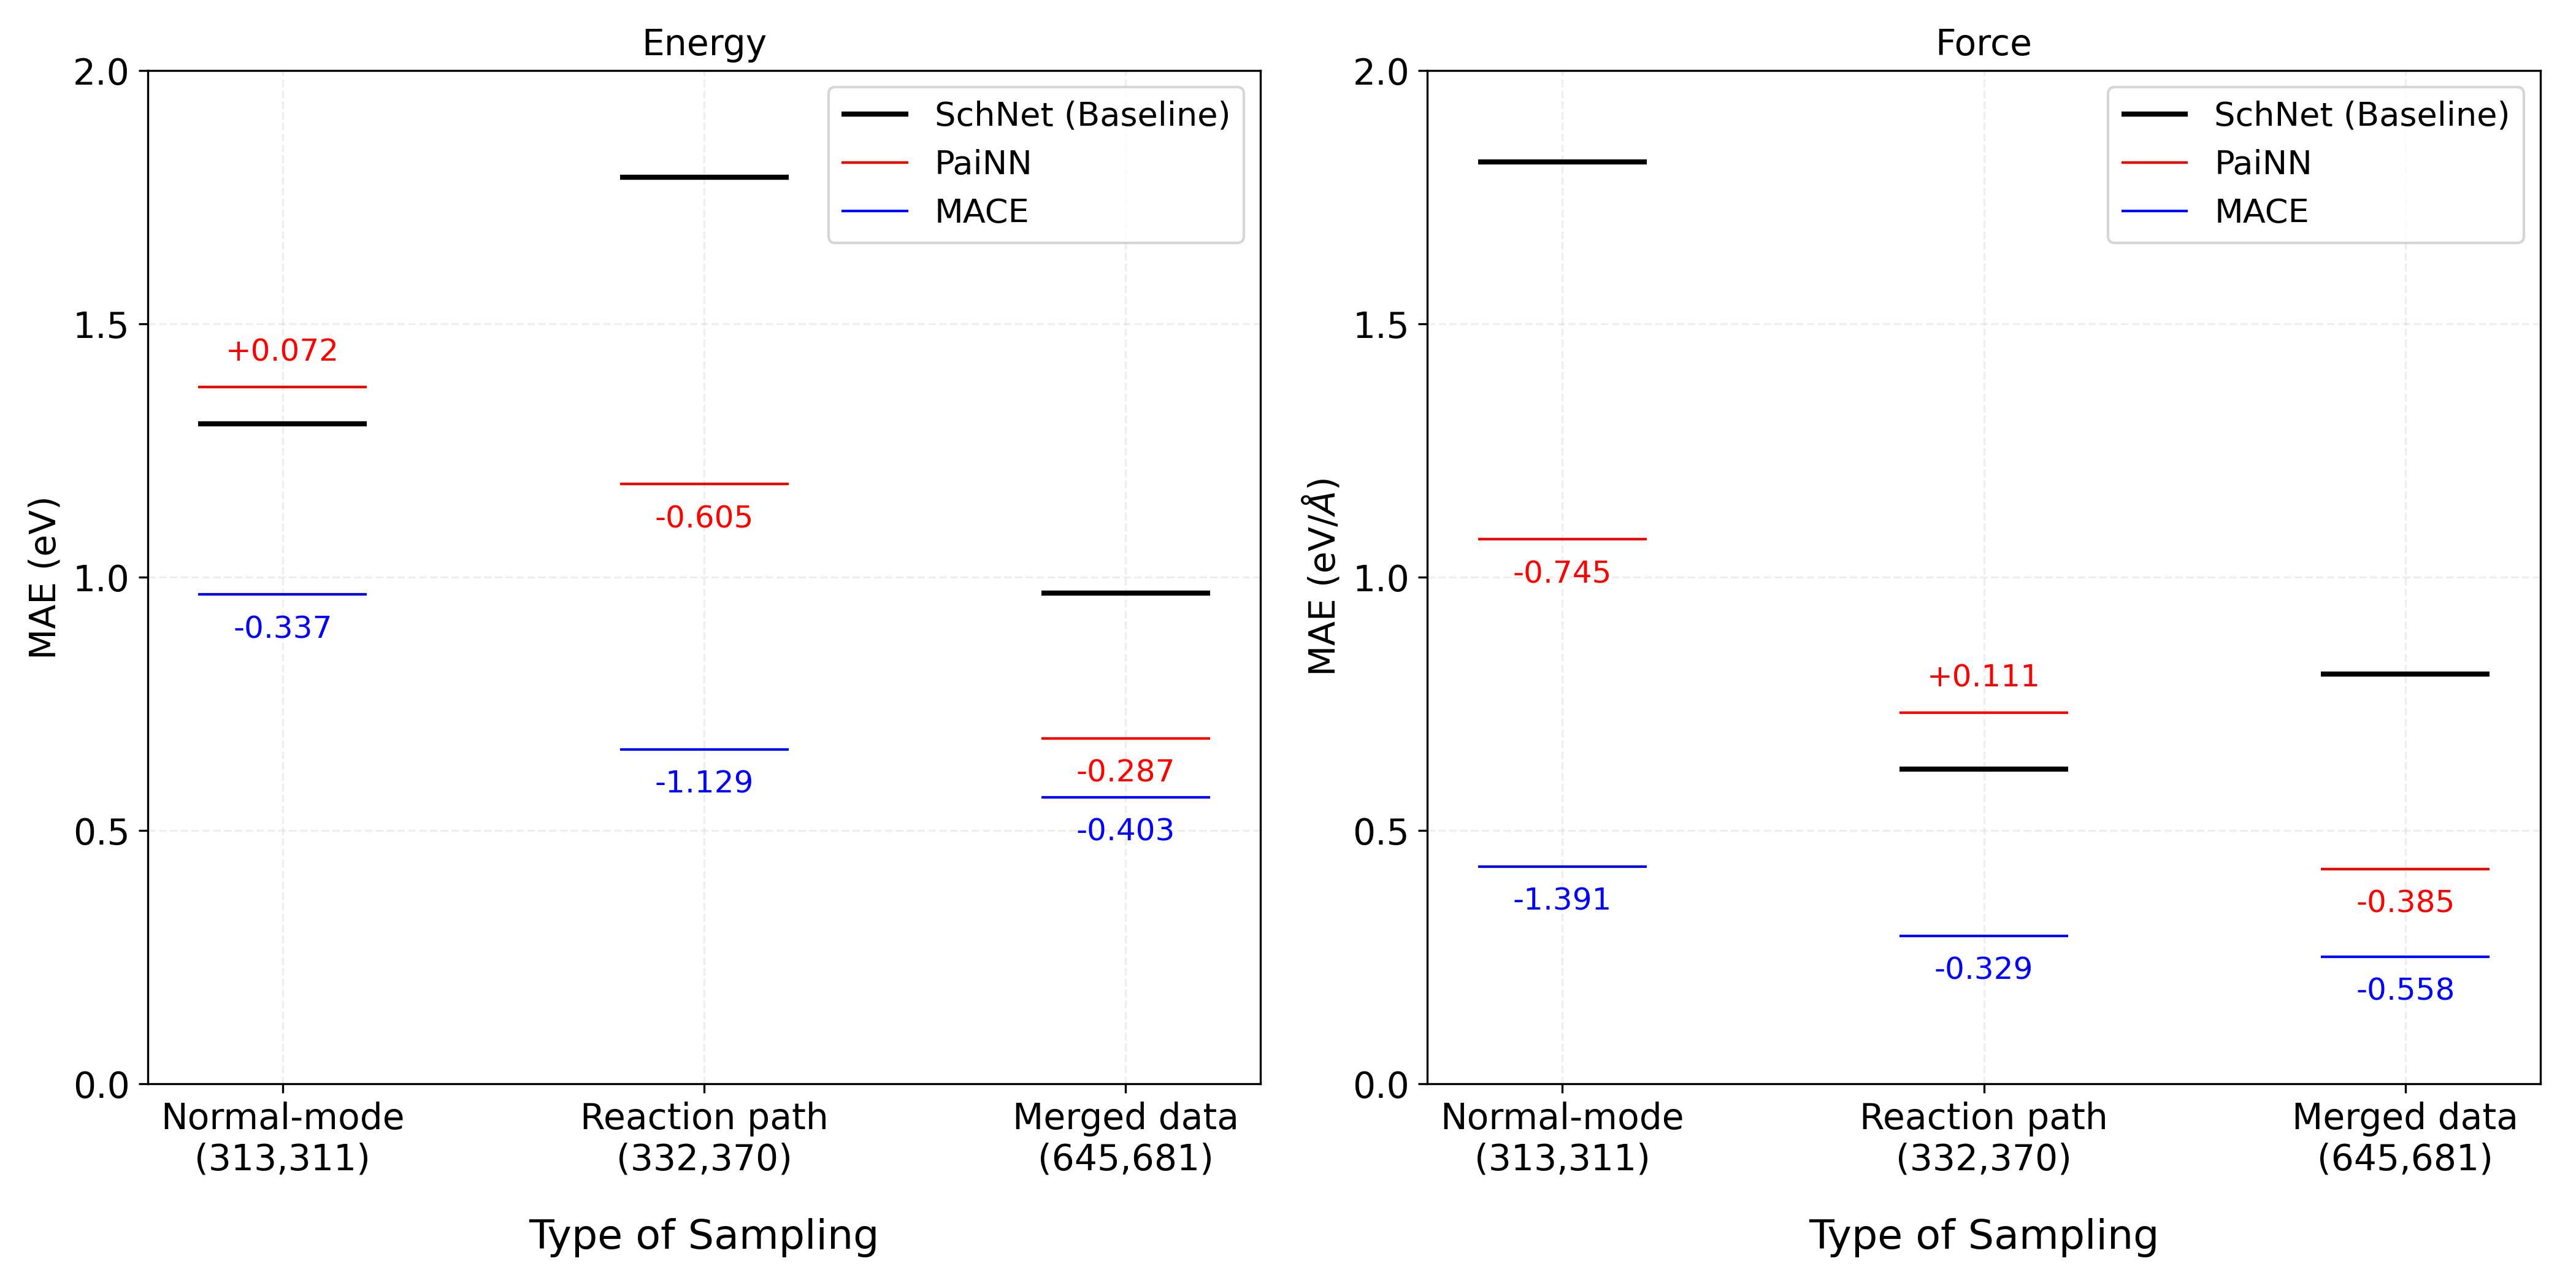 Energy
2.0
1.5
1.0
0.5
0.0
MAE (eV)
SchNet (Baseline)
PaiNN
MACE
+0.072
-0.337
-0.605
-1.129
-0.287
-0.403
Normal-mode
(313,311)
Reaction path
(332,370)
Merged data
(645,681)
Type of Sampling
Force
2.0
1.5
1.0
0.5
0.0
MAE (eV/Å)
SchNet (Baseline)
PaiNN
MACE
-0.745
-1.391
+0.111
-0.329
-0.385
-0.558
Normal-mode
(313,311)
Reaction path
(332,370)
Merged data
(645,681)
Type of Sampling